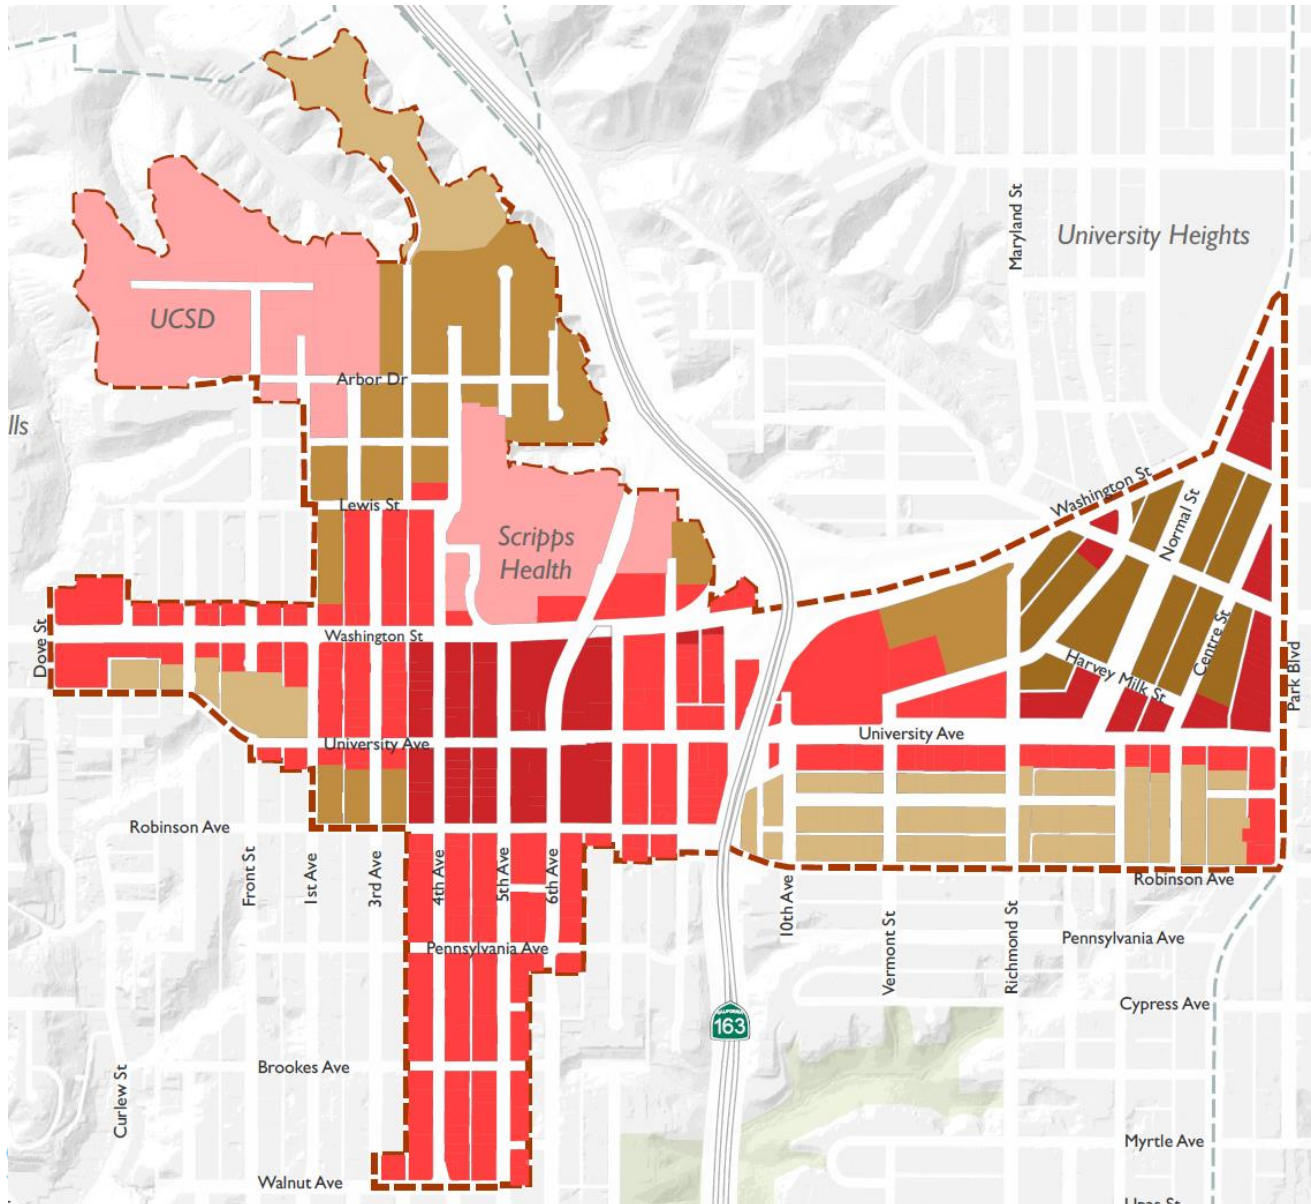 Maryland St
University Heights
UCSD
Arbor Dr
lls
Washington St
Normal St
Lewis St
Scripps
Health
Dove St
Washington St
Centre St
Harvey Milk St
Park Blvd
University Ave
University Ave
Robinson Ave
Front St
1st Ave
3rd Ave
4th Ave
5th Ave
6th Ave
10th Ave
Vermont St
Richmond St
Robinson Ave
Pennsylvania Ave
Pennsylvania Ave
Cypress Ave
CALIFORNIA
163
Brookes Ave
Curlew St
Myrtle Ave
Walnut Ave